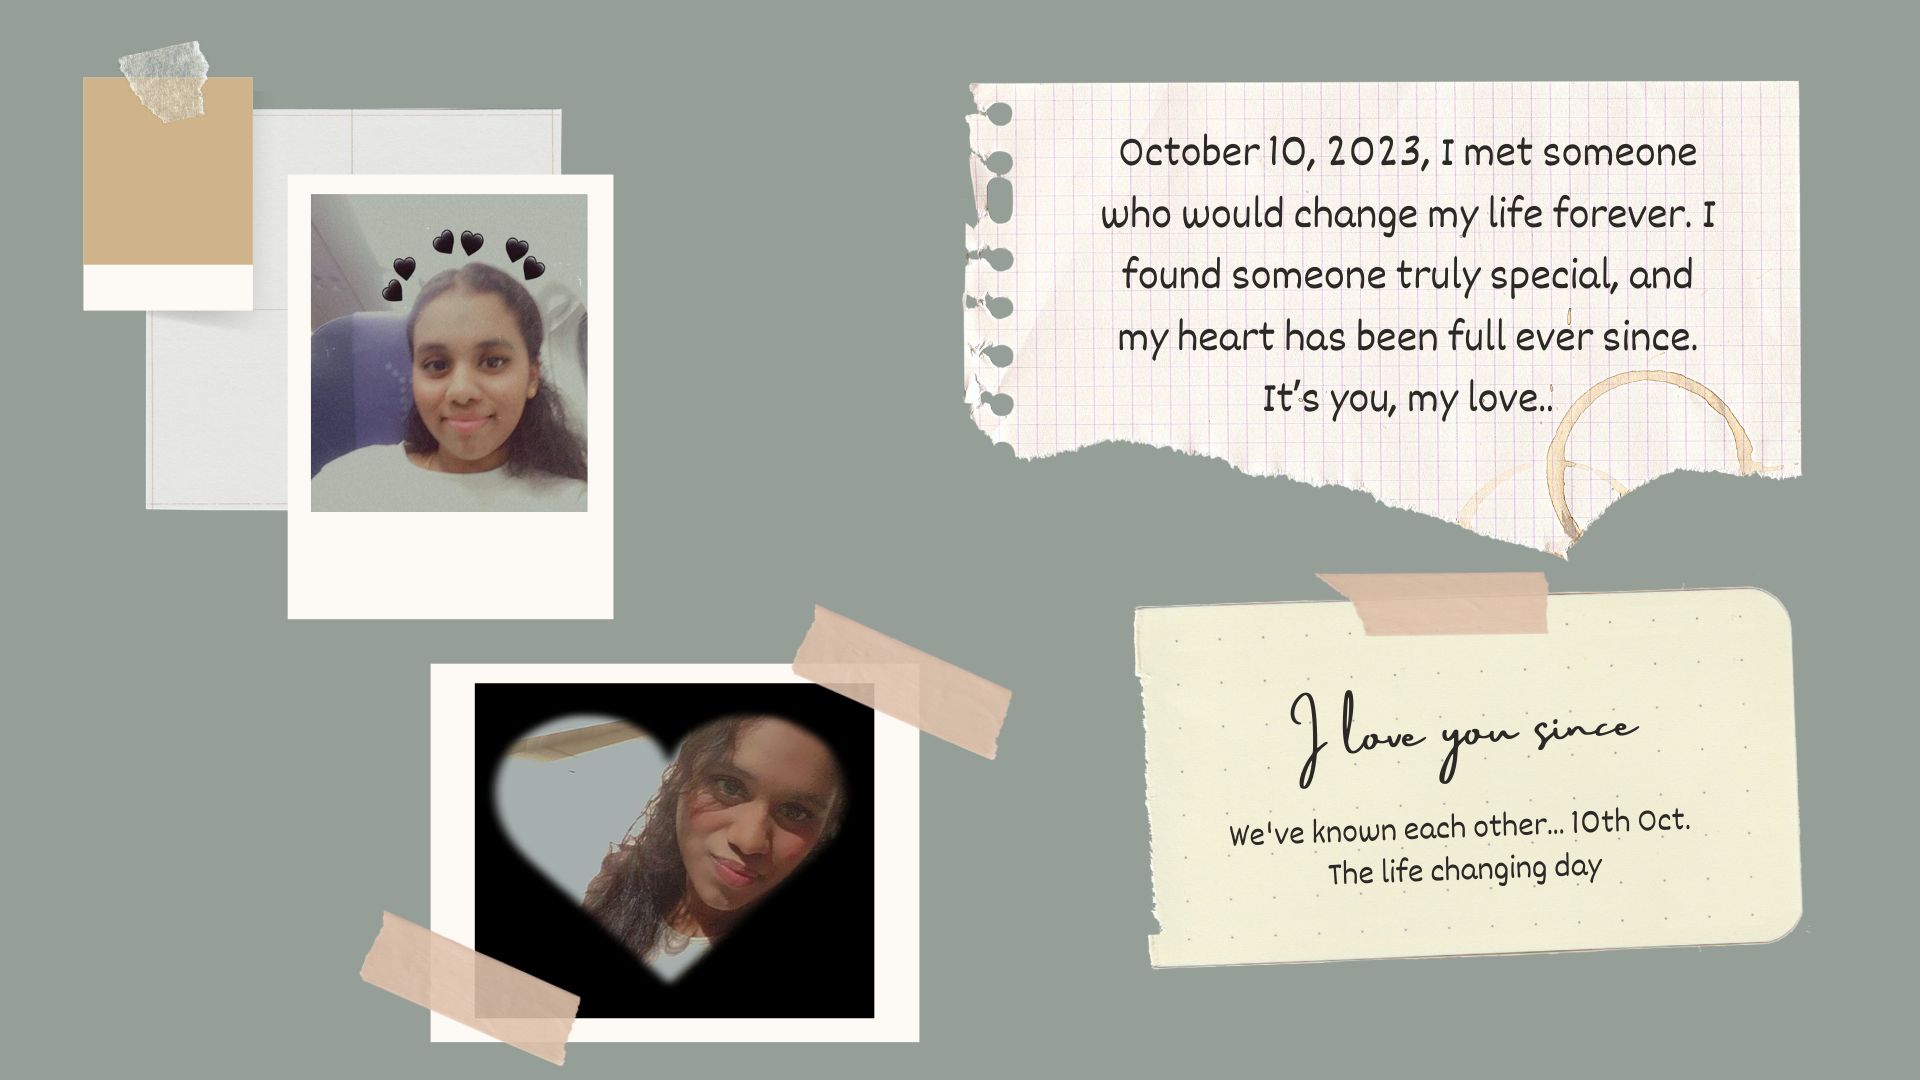 October 10, 2023, I met someone
who would change my life forever. I
found someone truly special, and
my heart has been full ever since.
It's you, my love..
I love you since
We've known each other... 10th Oct.
The life changing day